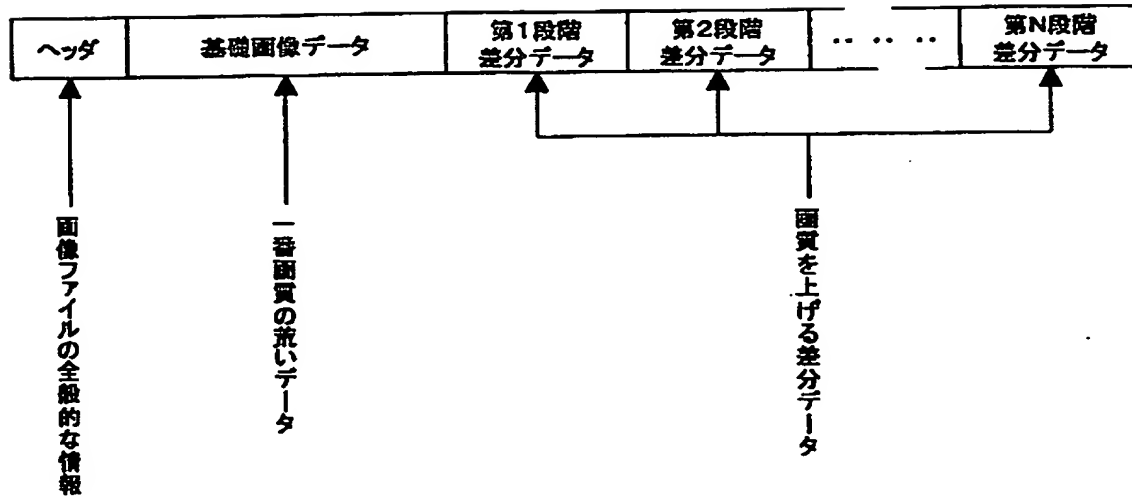 ヘッダ
基礎画像データ
第1段階
差分データ
第2段階
差分データ
‥ ‥ ‥
第N段階
差分データ
画像ファイルの全般的な情報
一番画質の荒いデータ
画質を上げる差分データ